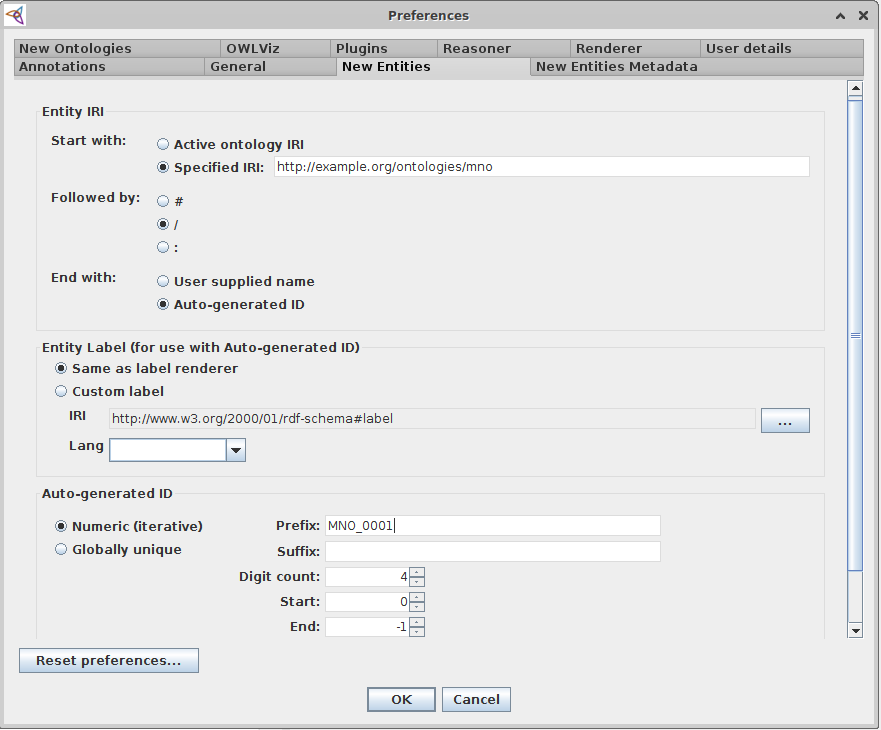 Preferences
New Ontologies OWLViz Plugins Reasoner Renderer User details
Annotations General New Entities New Entities Metadata
Entity IRI
Start with: Active ontology IRI
Specified IRI: http://example.org/ontologies/mno
Followed by: #
/
:
End with: User supplied name
Auto-generated ID
Entity Label (for use with Auto-generated ID)
Same as label renderer
Custom label
IRI http://www.w3.org/2000/01/rdf-schema#label ...
Lang
Auto-generated ID
Numeric (iterative) Prefix: MNO_0001
Globally unique Suffix:
Digit count: 4
Start: 0
End: -1
Reset preferences...
OK Cancel